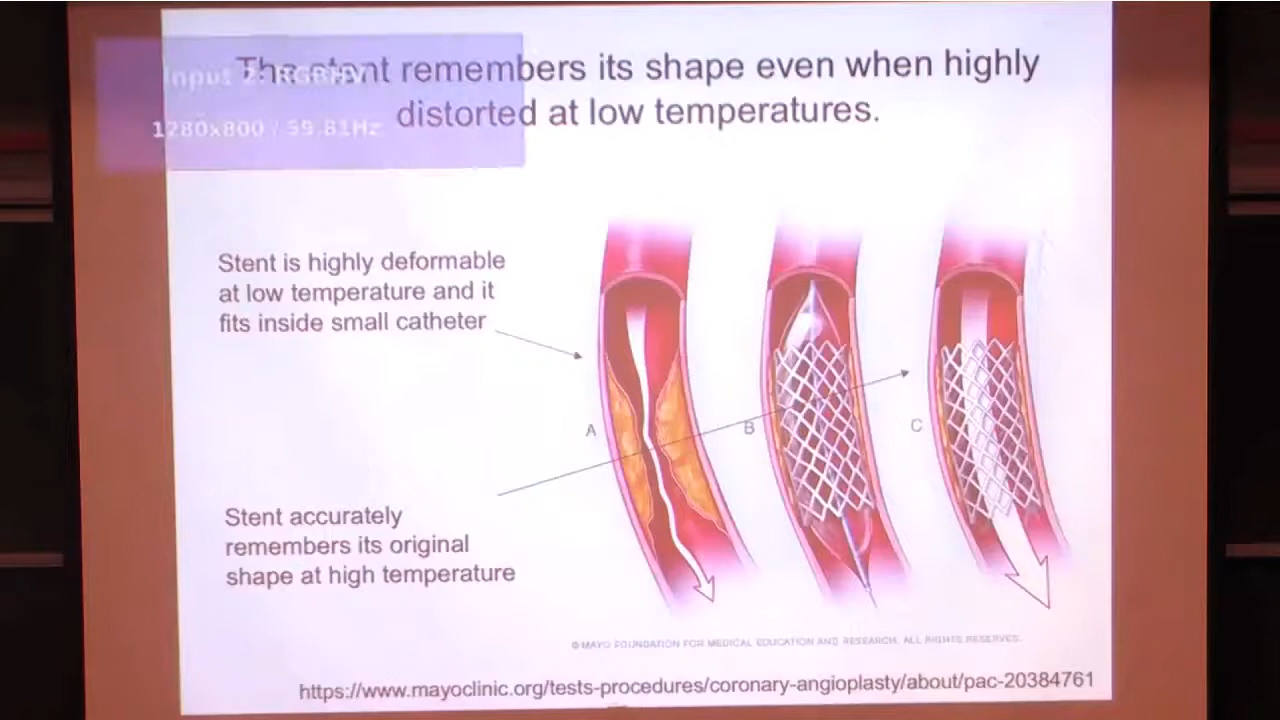 The stent remembers its shape even when highly
distorted at low temperatures.
Input 2: RGBHV
1280x800 / 59.81Hz
Stent is highly deformable
at low temperature and it
fits inside small catheter
A
B
C
Stent accurately
remembers its original
shape at high temperature
© MAYO FOUNDATION FOR MEDICAL EDUCATION AND RESEARCH. ALL RIGHTS RESERVED.
https://www.mayoclinic.org/tests-procedures/coronary-angioplasty/about/pac-20384761